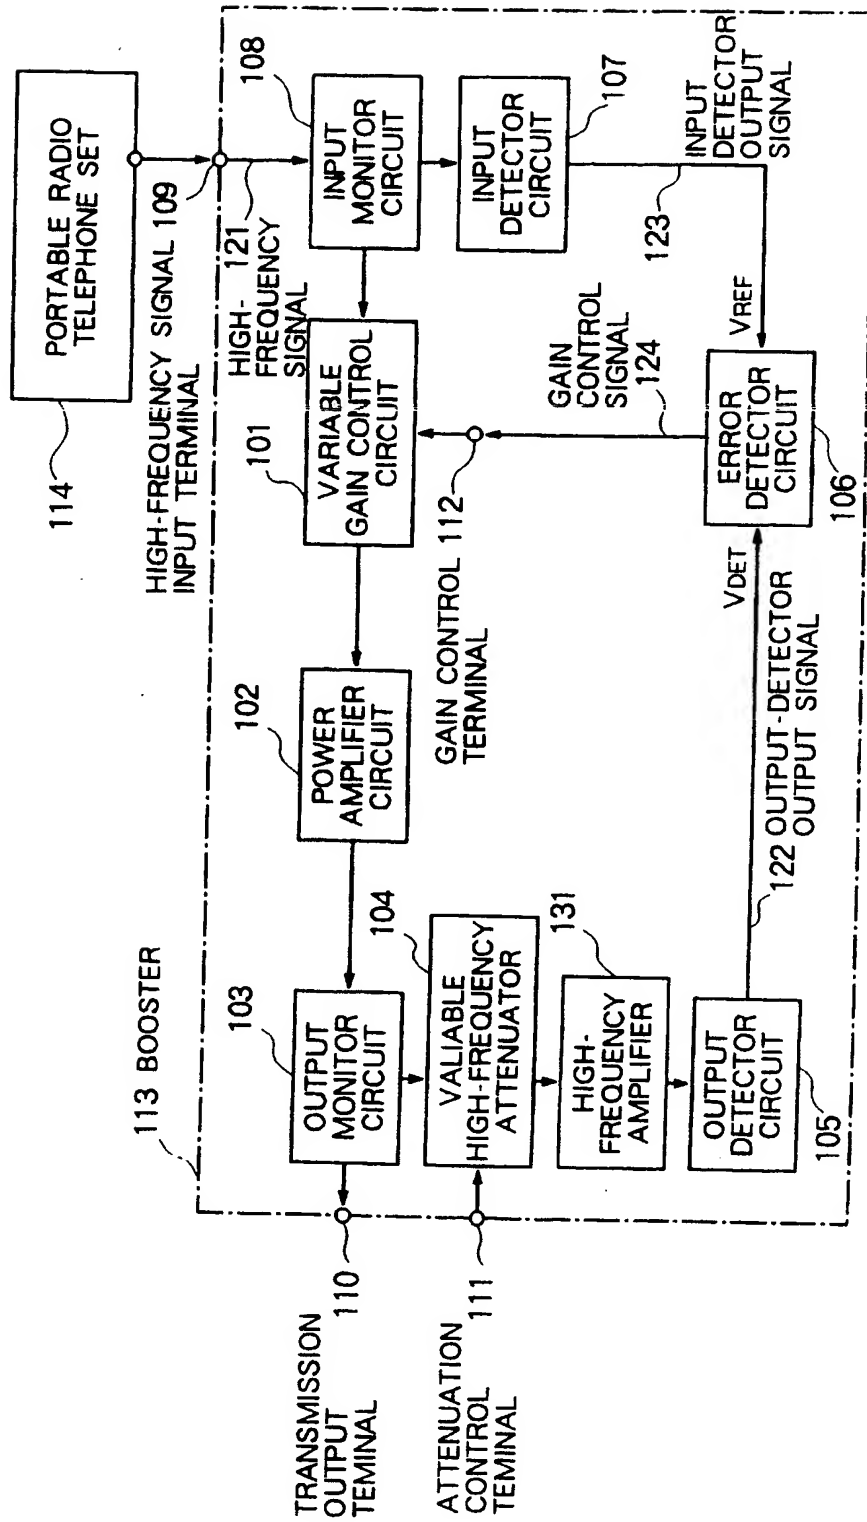 PORTABLE RADIO
TELEPHONE SET
114
HIGH-FREQUENCY SIGNAL 109
INPUT TERMINAL
HIGH- 121
FREQUENCY
SIGNAL
108
INPUT
MONITOR
CIRCUIT
107
INPUT
DETECTOR
CIRCUIT
123
INPUT
DETECTOR
OUTPUT
SIGNAL
101
VARIABLE
GAIN CONTROL
CIRCUIT
GAIN
CONTROL
SIGNAL
124
VREF
GAIN CONTROL 112
TERMINAL
ERROR
DETECTOR
CIRCUIT
106
VDET
102
POWER
AMPLIFIER
CIRCUIT
122 OUTPUT-DETECTOR
OUTPUT SIGNAL
113 BOOSTER
103
OUTPUT
MONITOR
CIRCUIT
104
VALIABLE
HIGH-FREQUENCY
ATTENUATOR
131
HIGH-
FREQUENCY
AMPLIFIER
OUTPUT
DETECTOR
CIRCUIT
105
TRANSMISSION
OUTPUT
TEMINAL
110
ATTENUATION
CONTROL
TEMINAL
111